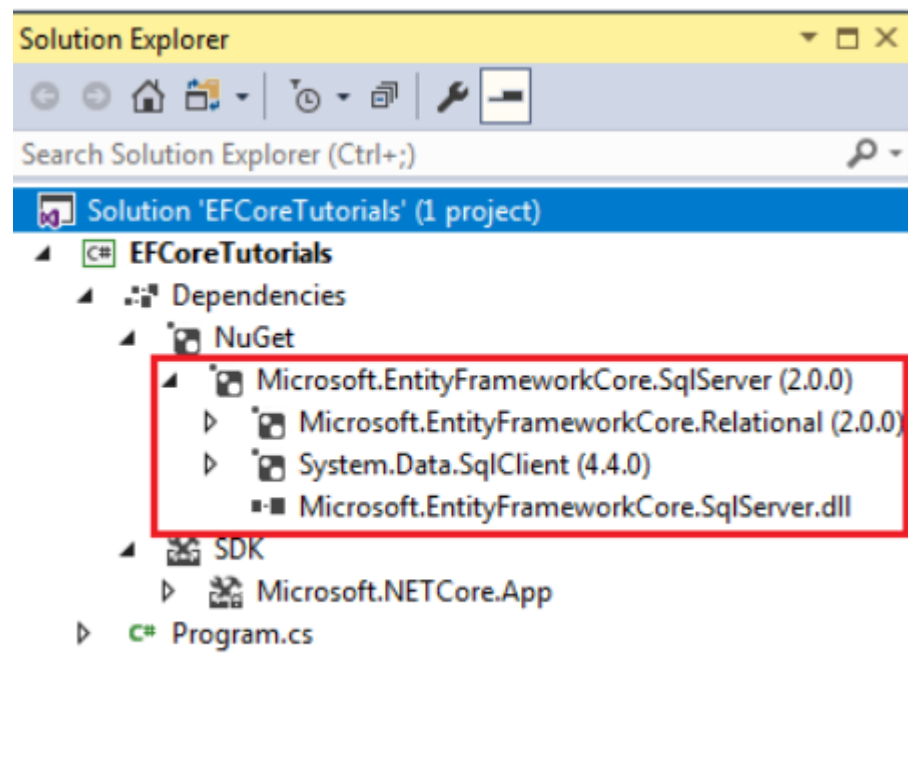 Solution Explorer
Search Solution Explorer (Ctrl+;)
Solution 'EFCoreTutorials' (1 project)
C# EFCoreTutorials
Dependencies
NuGet
Microsoft.EntityFrameworkCore.SqlServer (2.0.0)
Microsoft.EntityFrameworkCore.Relational (2.0.0)
System.Data.SqlClient (4.4.0)
Microsoft.EntityFrameworkCore.SqlServer.dll
SDK
Microsoft.NETCore.App
C# Program.cs